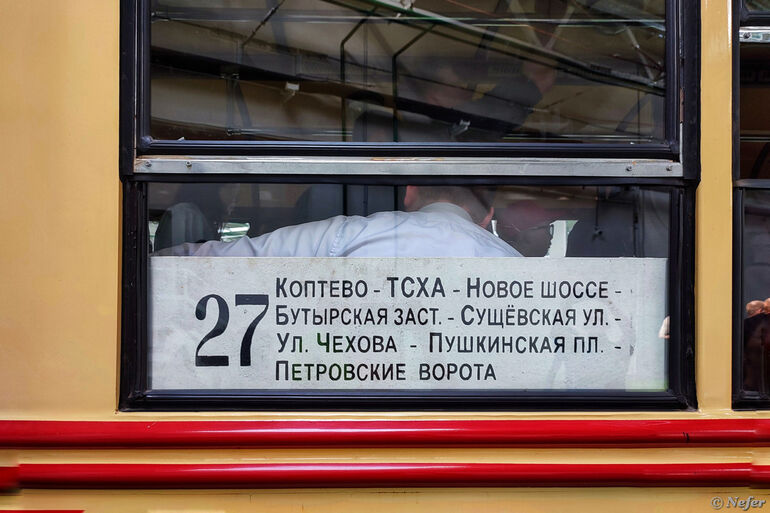 27
Коптево - ТСХА - Новое шоссе -
Бутырская заст. - Сущёвская ул. -
Ул. Чехова - Пушкинская пл. -
Петровские ворота
© Nefer